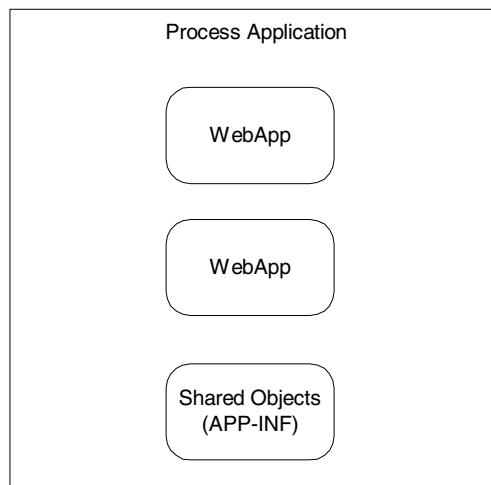 Process Application
WebApp
WebApp
Shared Objects
(APP-INF)